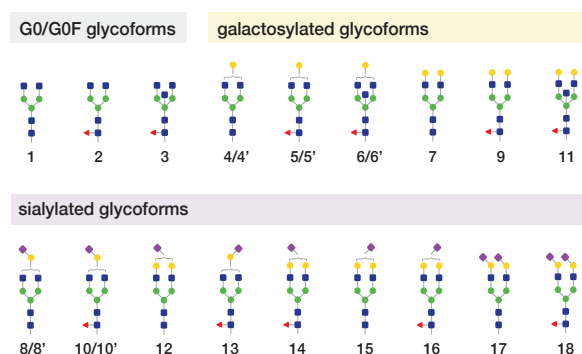 G0/G0F glycoforms
galactosylated glycoforms
1 2 3 4/4' 5/5' 6/6' 7 9 11
sialylated glycoforms
8/8' 10/10' 12 13 14 15 16 17 18